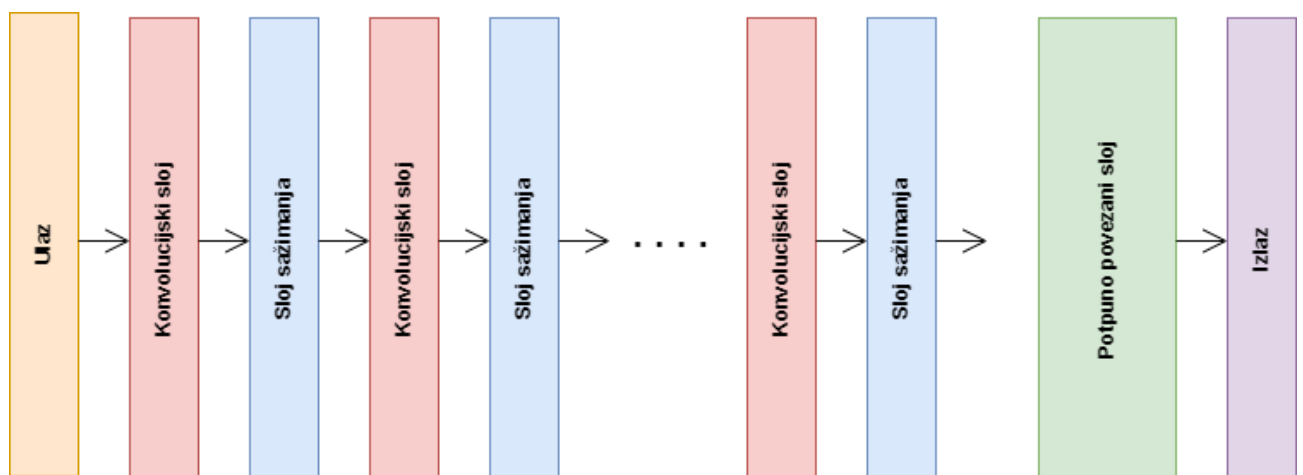 Ulaz
Konvolucijski sloj
Sloj sažimanja
Konvolucijski sloj
Sloj sažimanja
. . . .
Konvolucijski sloj
Sloj sažimanja
Potpuno povezani sloj
Izlaz